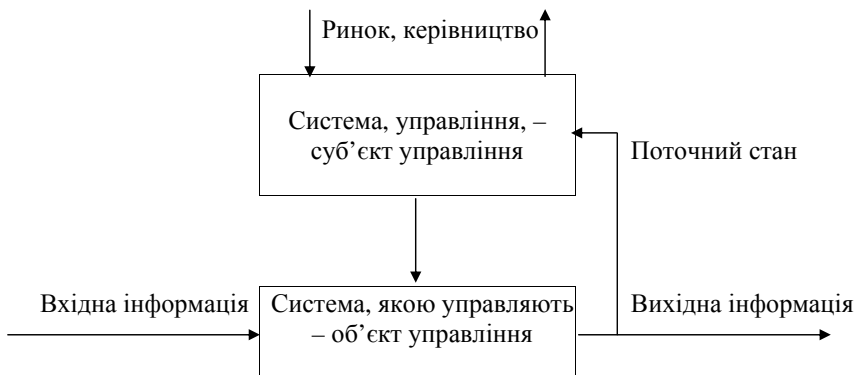 Ринок, керівництво
Система, управління, –
суб’єкт управління
Поточний стан
Вхідна інформація
Система, якою управляють
– об’єкт управління
Вихідна інформація